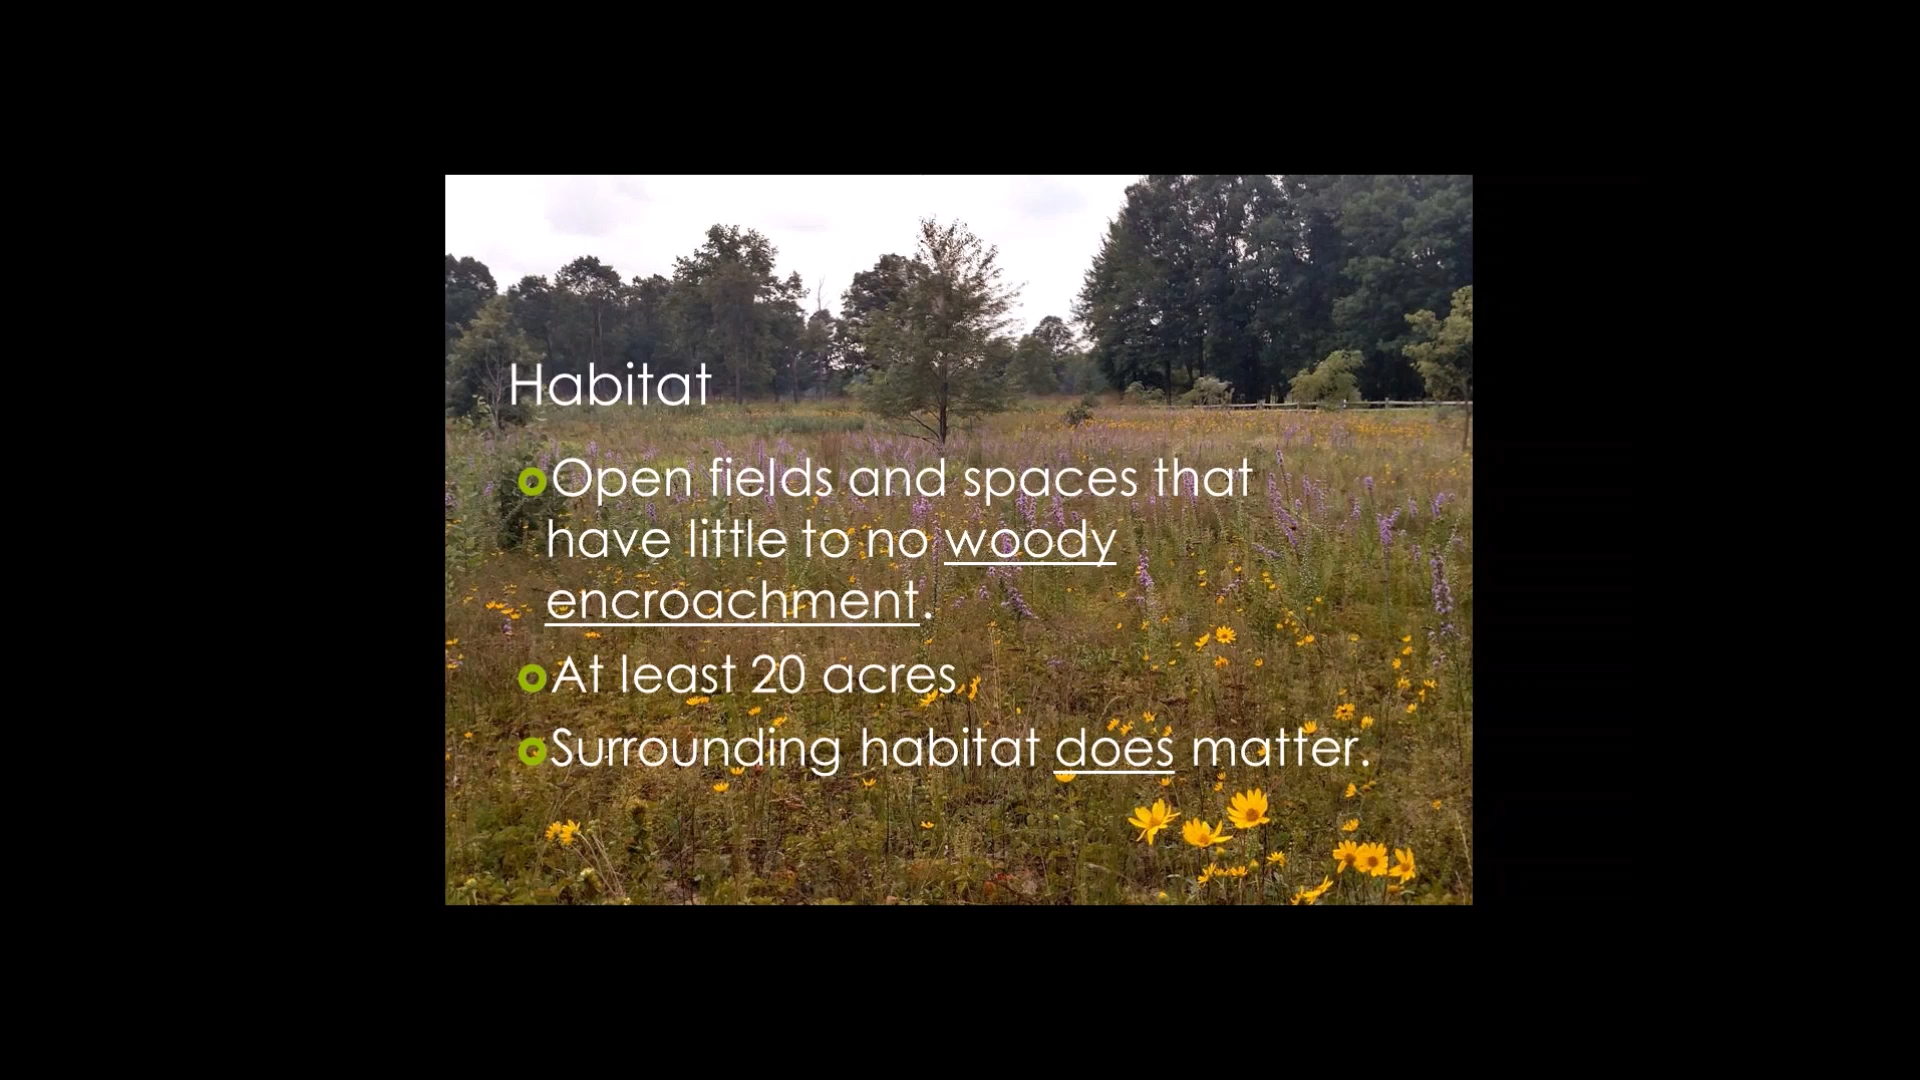 Habitat
Open fields and spaces that
have little to no woody
encroachment.
At least 20 acres
Surrounding habitat does matter.